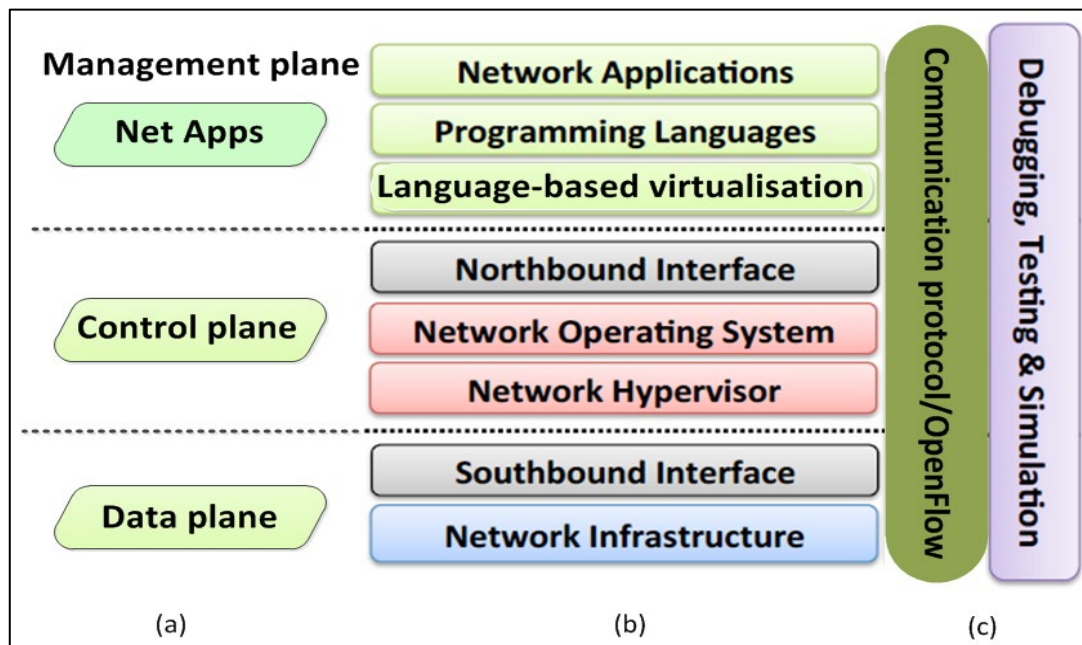 Management plane
Net Apps
Control plane
Data plane
Network Applications
Programming Languages
Language-based virtualisation
Northbound Interface
Network Operating System
Network Hypervisor
Southbound Interface
Network Infrastructure
Communication protocol/OpenFlow
Debugging, Testing & Simulation
(a)
(b)
(c)